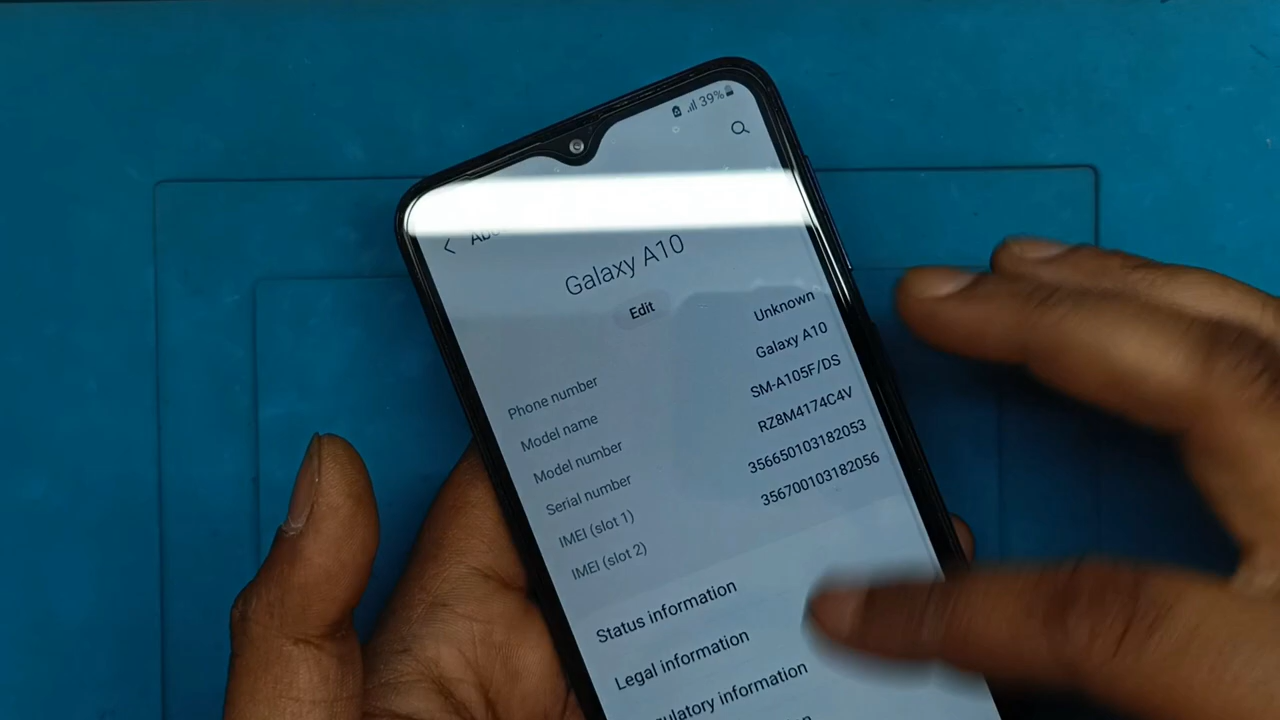 39%
Galaxy A10
Edit
Phone number Unknown
Model name Galaxy A10
Model number SM-A105F/DS
Serial number RZ8M4174C4V
IMEI (slot 1) 356650103182053
IMEI (slot 2) 356700103182056
Status information
Legal information
information